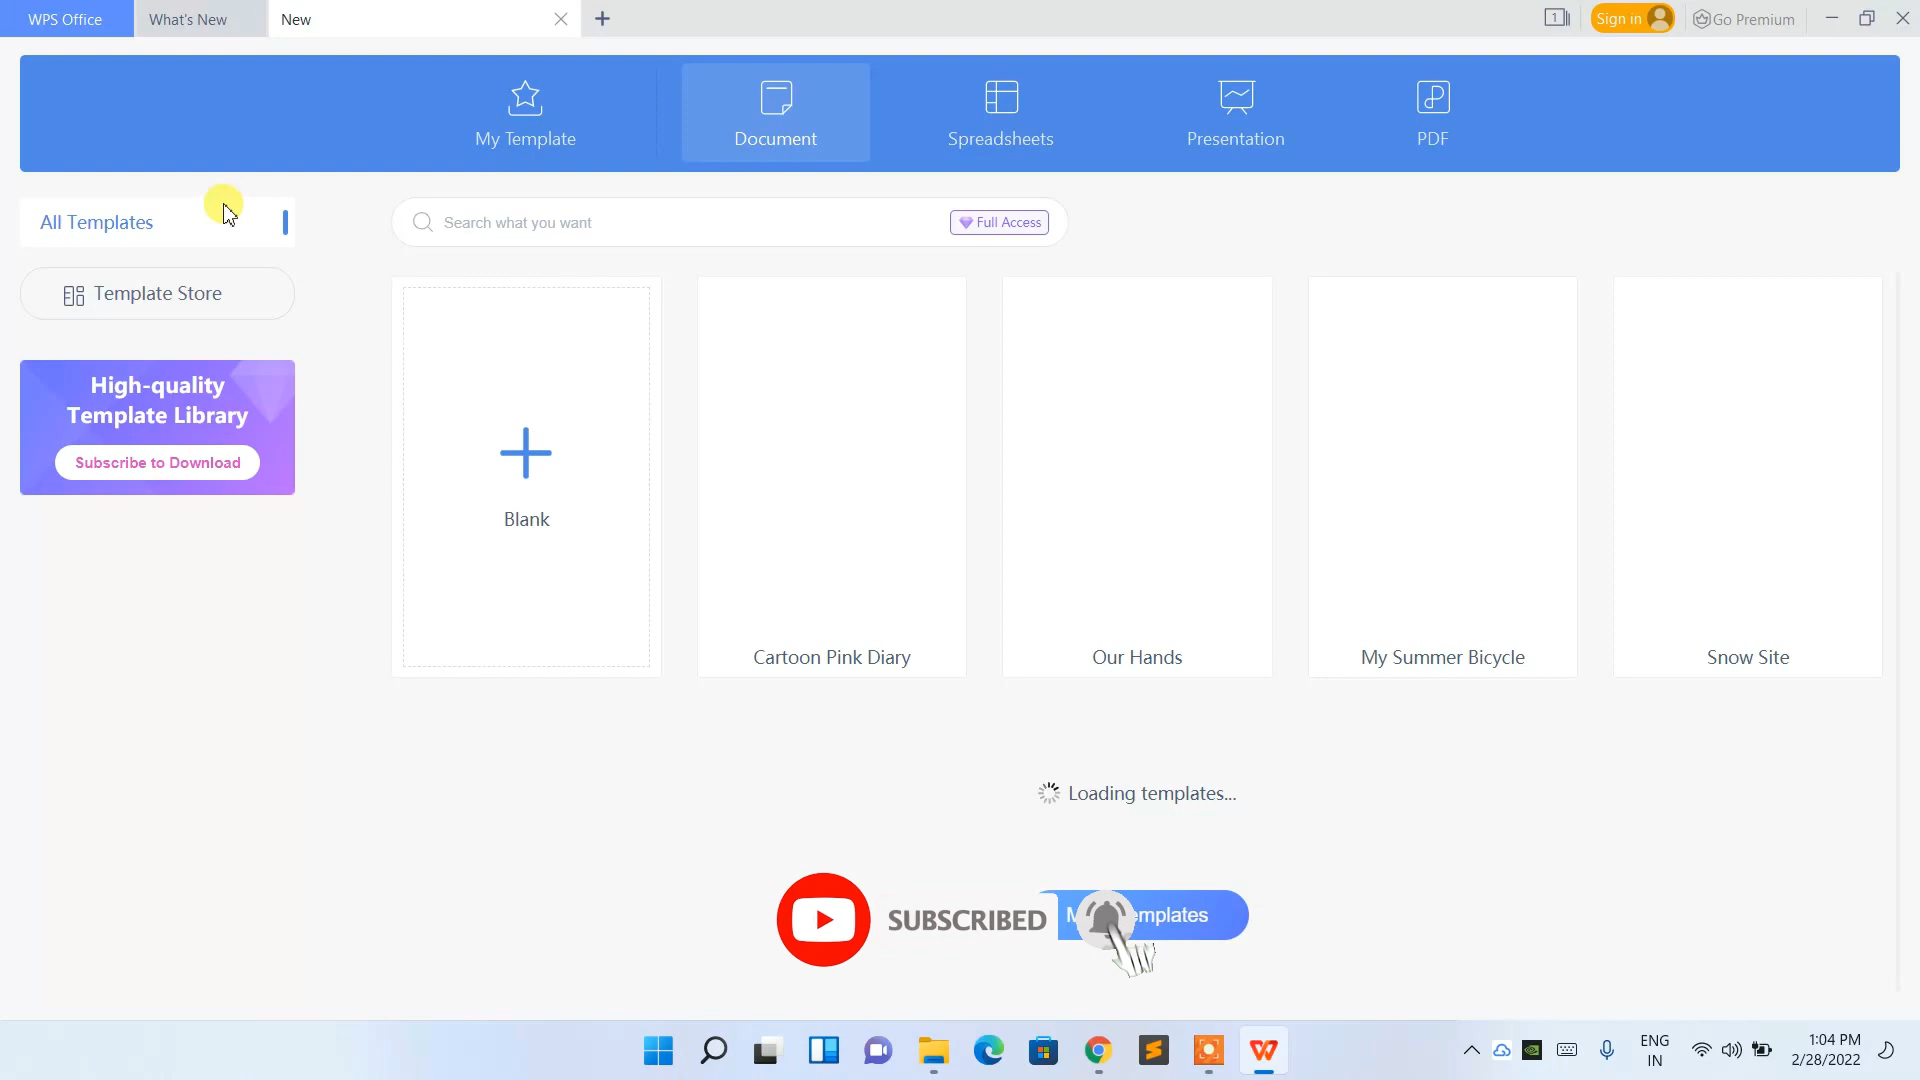 WPS Office
What's New
New
1
Sign in
Go Premium
My Template
Document
Spreadsheets
Presentation
PDF
All Templates
Search what you want
Full Access
Template Store
High-quality
Template Library
Subscribe to Download
Blank
Cartoon Pink Diary
Our Hands
My Summer Bicycle
Snow Site
Loading templates...
SUBSCRIBED
ENG
IN
1:04 PM
2/28/2022